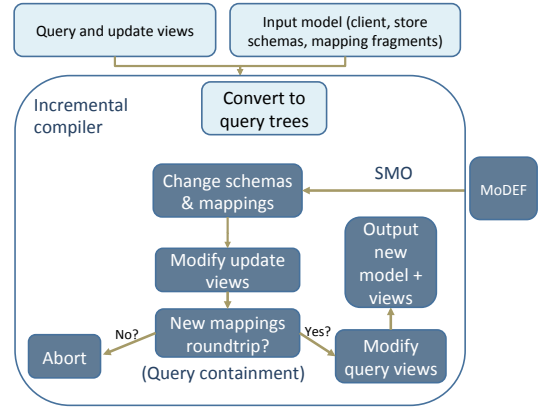 Query and update views
Input model (client, store
schemas, mapping fragments)
Incremental
compiler
Convert to
query trees
SMO
Change schemas
& mappings
MoDEF
Output
new
model +
views
Modify update
views
New mappings
roundtrip?
No?
Yes?
Abort
(Query containment)
Modify
query views